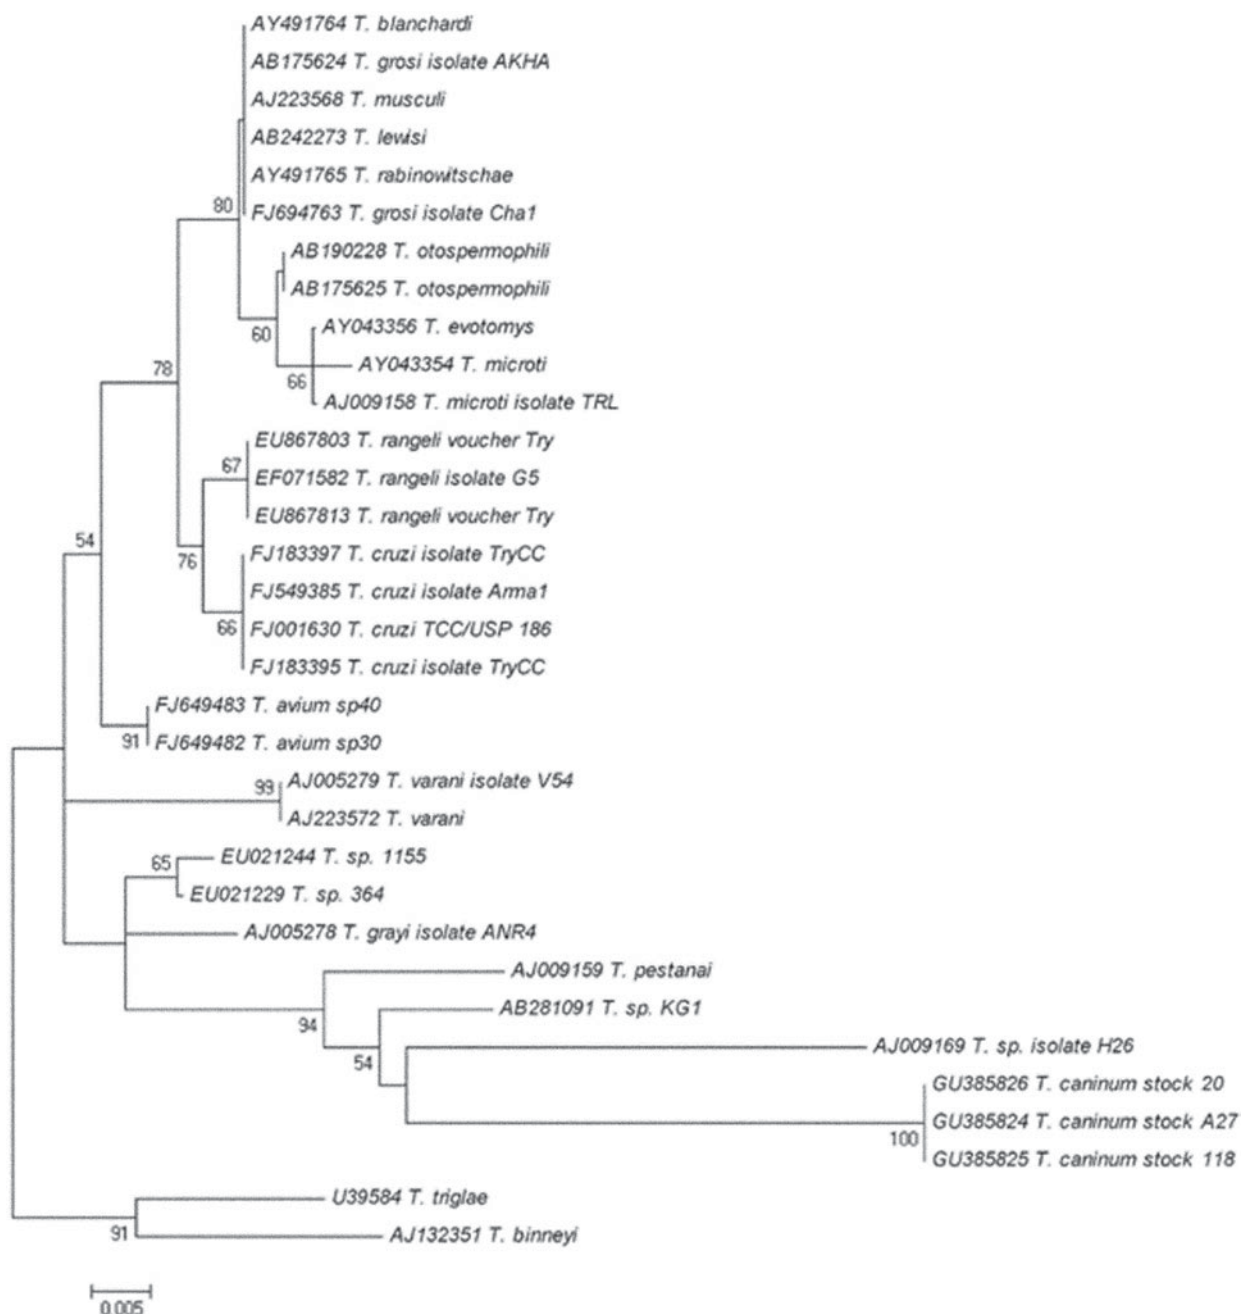 AY491764 T. blanchardi
AB175624 T. grosi isolate AKHA
AJ223568 T. musculi
AB242273 T. lewisi
AY491765 T. rabinowitschae
80
FJ694763 T. grosi isolate Cha1
AB190228 T. otospermophili
AB175625 T. otospermophili
60
AY043356 T. evotomys
78
AY043354 T. microti
66
AJ009158 T. microti isolate TRL
EU867803 T. rangeli voucher Try
67
EF071582 T. rangeli isolate G5
EU867813 T. rangeli voucher Try
54
76
FJ183397 T. cruzi isolate TryCC
FJ549385 T. cruzi isolate Arma1
66
FJ001630 T. cruzi TCC/USP 186
FJ183395 T. cruzi isolate TryCC
FJ649483 T. avium sp40
91
FJ649482 T. avium sp30
99
AJ005279 T. varani isolate V54
AJ223572 T. varani
65
EU021244 T. sp. 1155
EU021229 T. sp. 364
AJ005278 T. grayi isolate ANR4
AJ009159 T. pestanai
94
AB281091 T. sp. KG1
54
AJ009169 T. sp. isolate H26
GU385826 T. caninum stock 20
GU385824 T. caninum stock A27
100
GU385825 T. caninum stock 118
U39584 T. triglae
91
AJ132351 T. binneyi
0.005